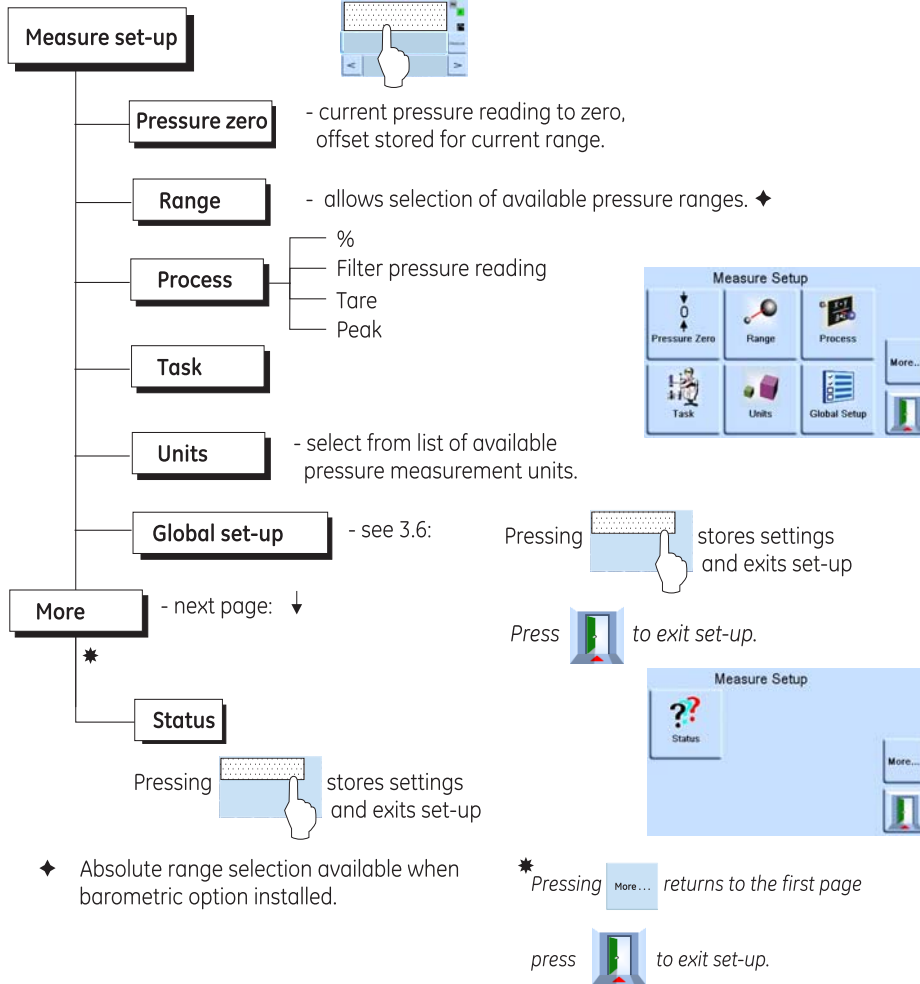 Measure set-up
<
>
Pressure zero
- current pressure reading to zero,
offset stored for current range.
Range
- allows selection of available pressure ranges. ✦
Process
%
Filter pressure reading
Tare
Peak
Measure Setup
0
Pressure Zero
Range
Process
More...
Task
Units
Global Setup
Task
Units
- select from list of available
pressure measurement units.
Global set-up
- see 3.6:
Pressing
stores settings
and exits set-up
More
- next page: ↓
Press
to exit set-up.
✸
Measure Setup
??
Status
More...
Status
Pressing
stores settings
and exits set-up
✦ Absolute range selection available when
barometric option installed.
✸
Pressing More... returns to the first page
press
to exit set-up.